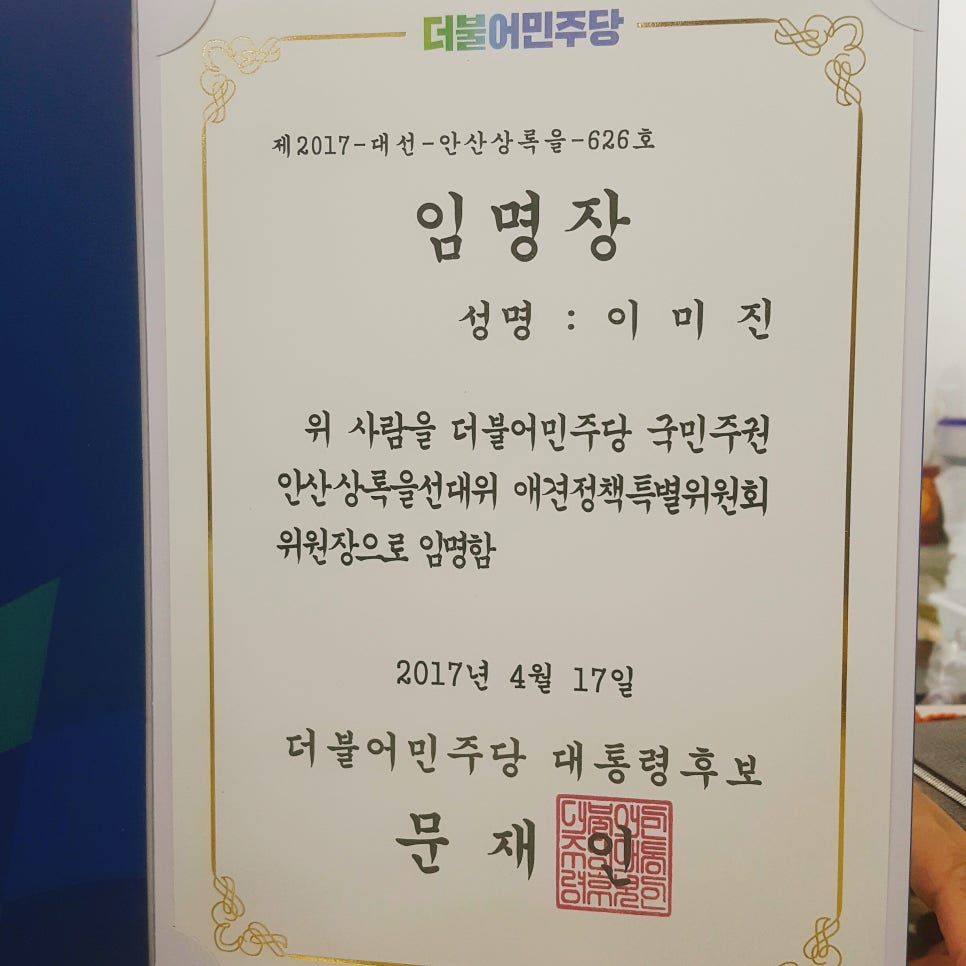 더불어민주당
제2017-대선-안산상록을-626호
임명장
성명 : 이 미 진
위 사람을 더불어민주당 국민주권
안산상록을선대위 애견정책특별위원회
위원장으로 임명함
2017년 4월 17일
더불어민주당 대통령후보
문 재 인